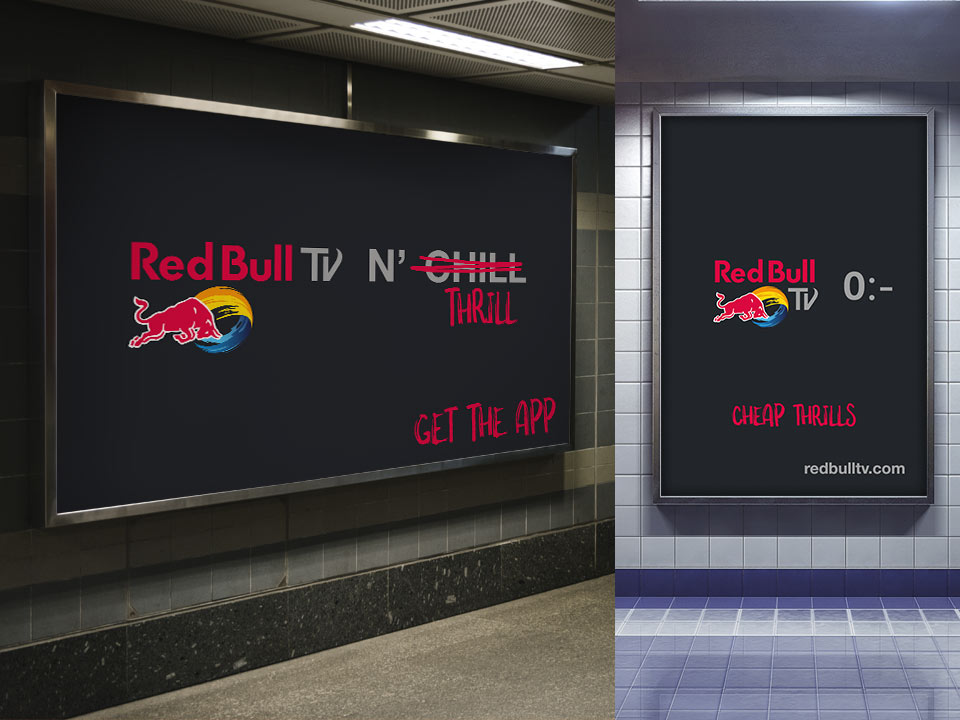 Red Bull TV N' CHILL
THRILL
GET THE APP
Red Bull
TV 0:-
CHEAP THRILLS
redbulltv.com